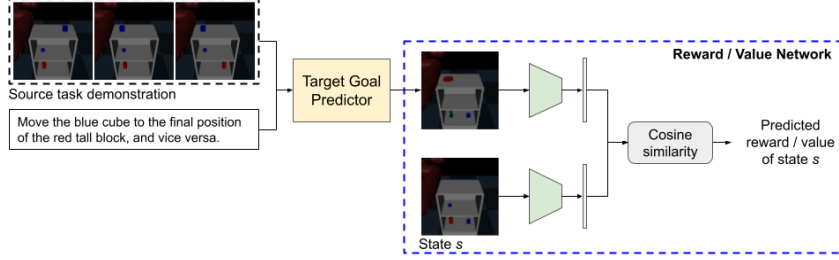 Source task demonstration
Move the blue cube to the final position
of the red tall block, and vice versa.
Target Goal
Predictor
Reward / Value Network
State s
Cosine
similarity
Predicted
reward / value
of state s